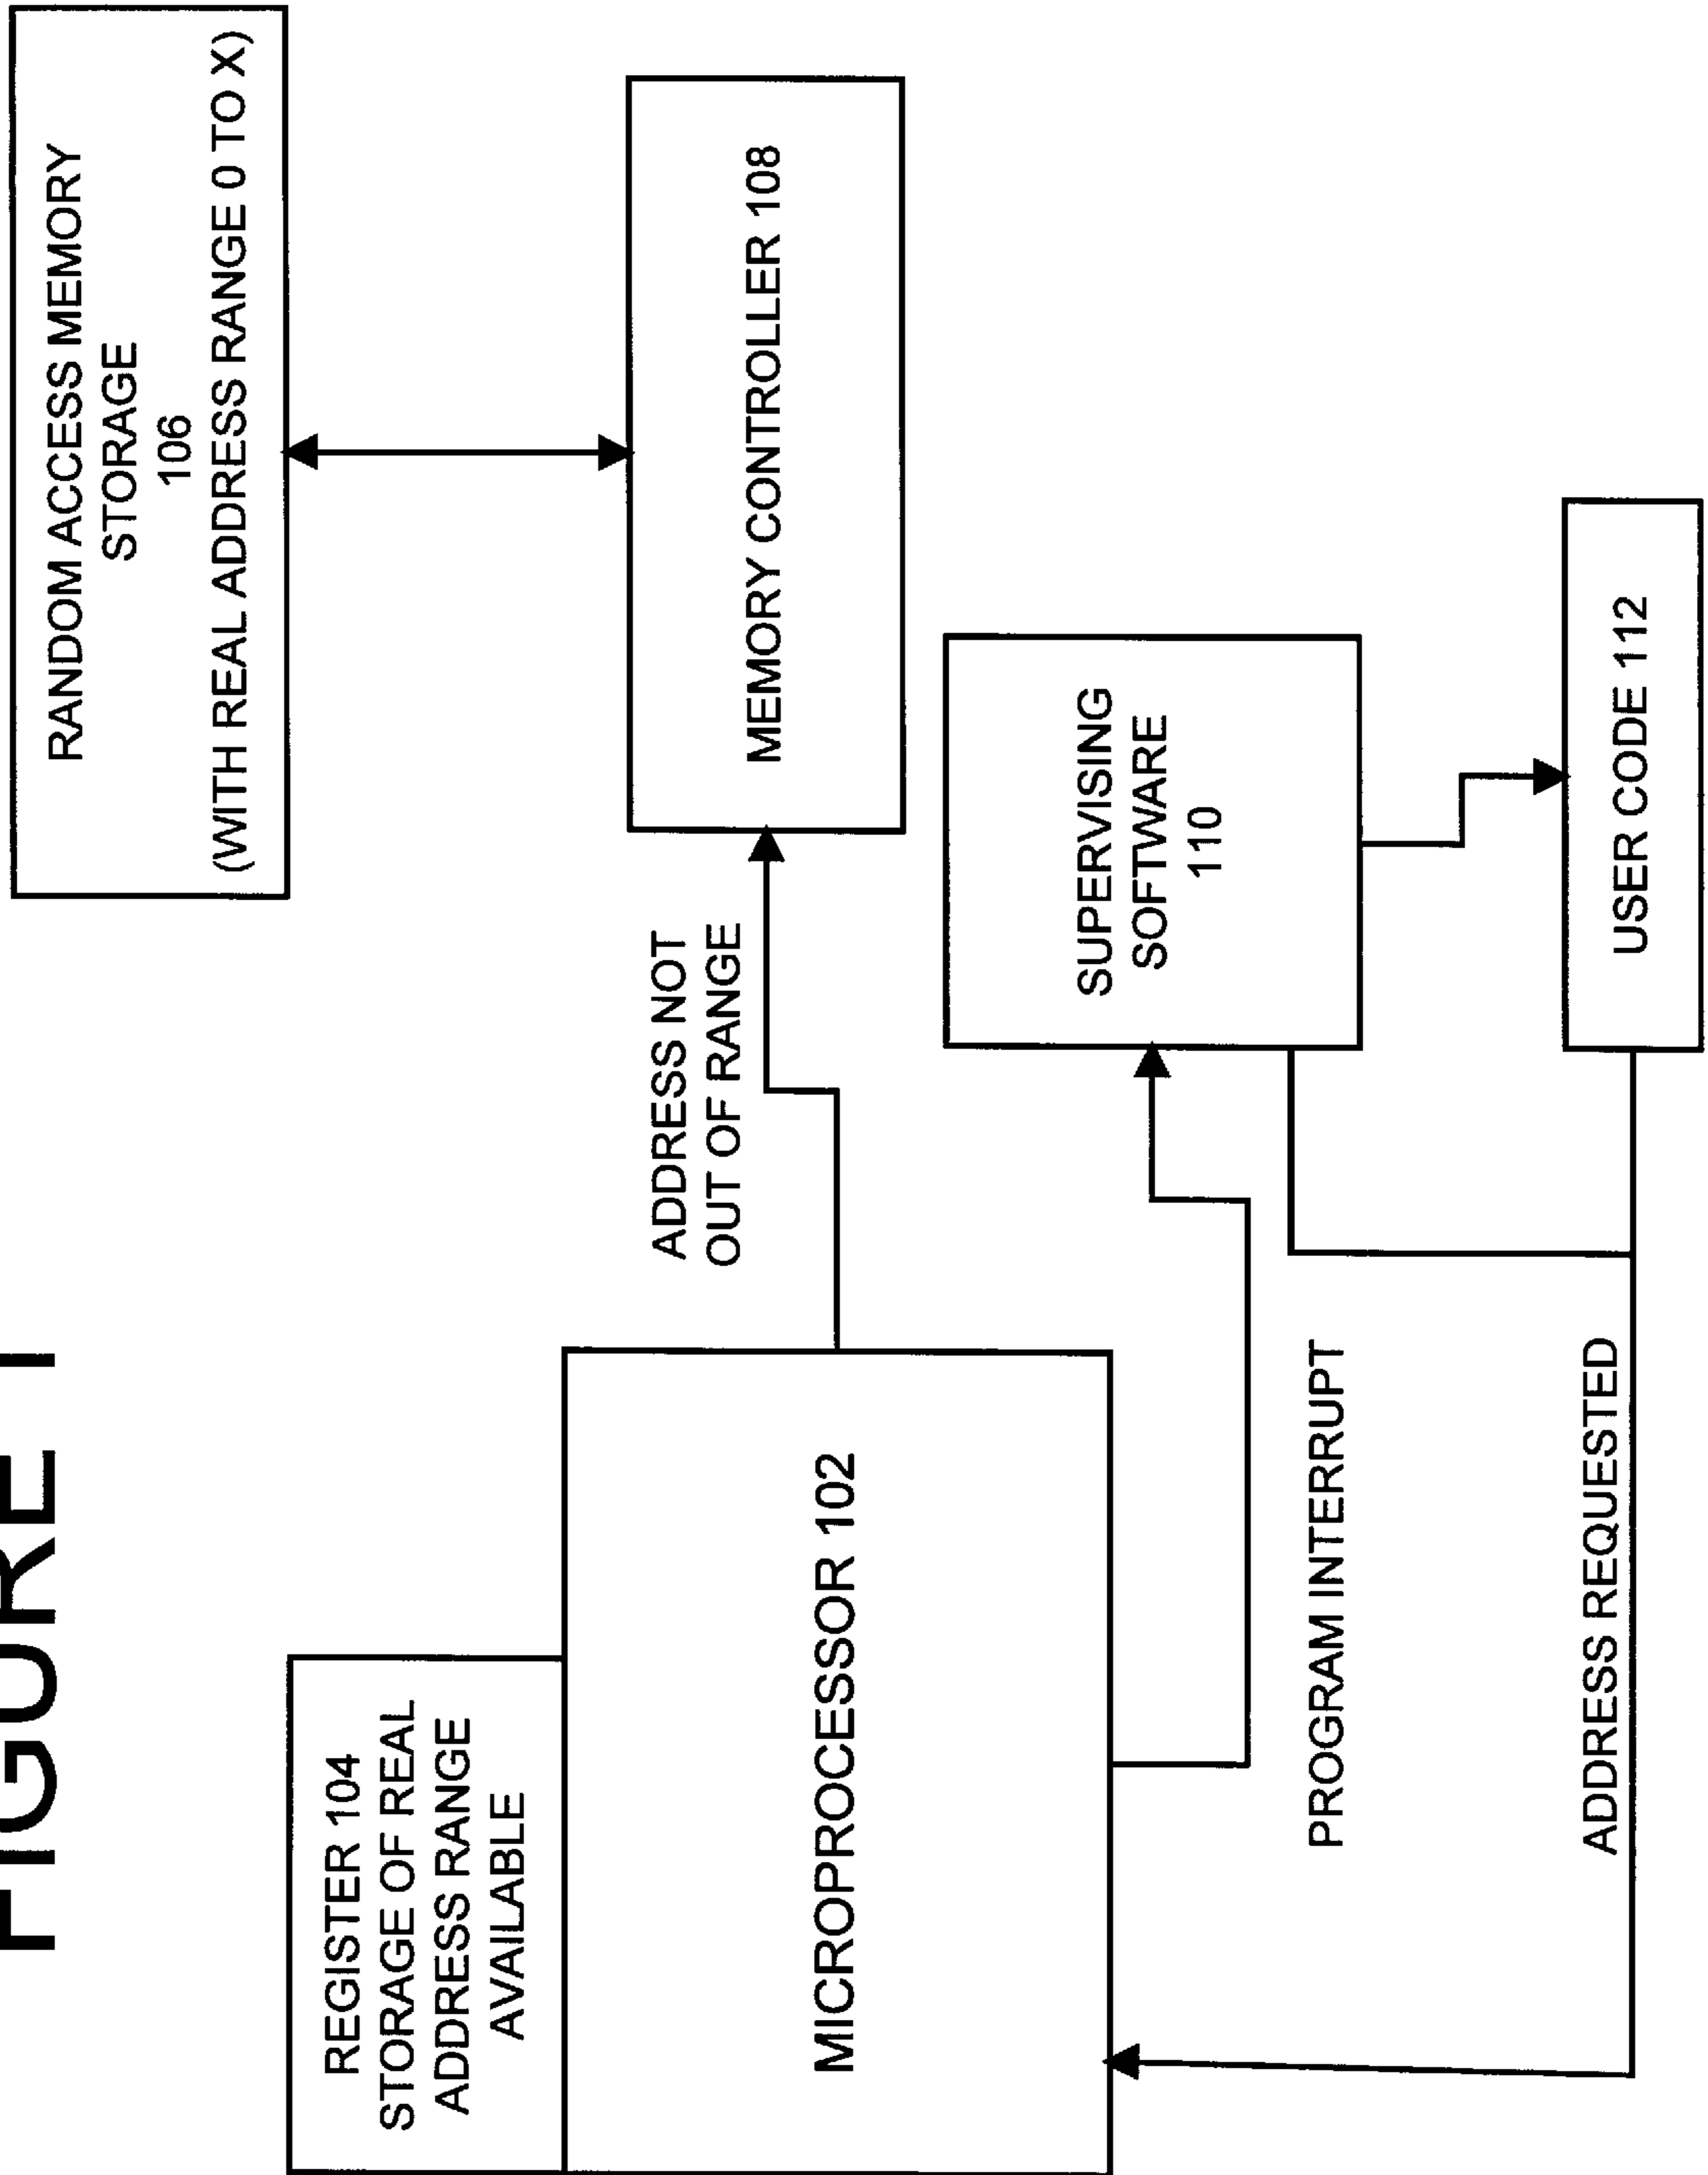 FIGURE 1
REGISTER 104
STORAGE OF REAL
ADDRESS RANGE
AVAILABLE
MICROPROCESSOR 102
PROGRAM INTERRUPT
ADDRESS REQUESTED
ADDRESS NOT
OUT OF RANGE
RANDOM ACCESS MEMORY
STORAGE
106
(WITH REAL ADDRESS RANGE 0 TO X)
MEMORY CONTROLLER 108
SUPERVISING
SOFTWARE
110
USER CODE 112